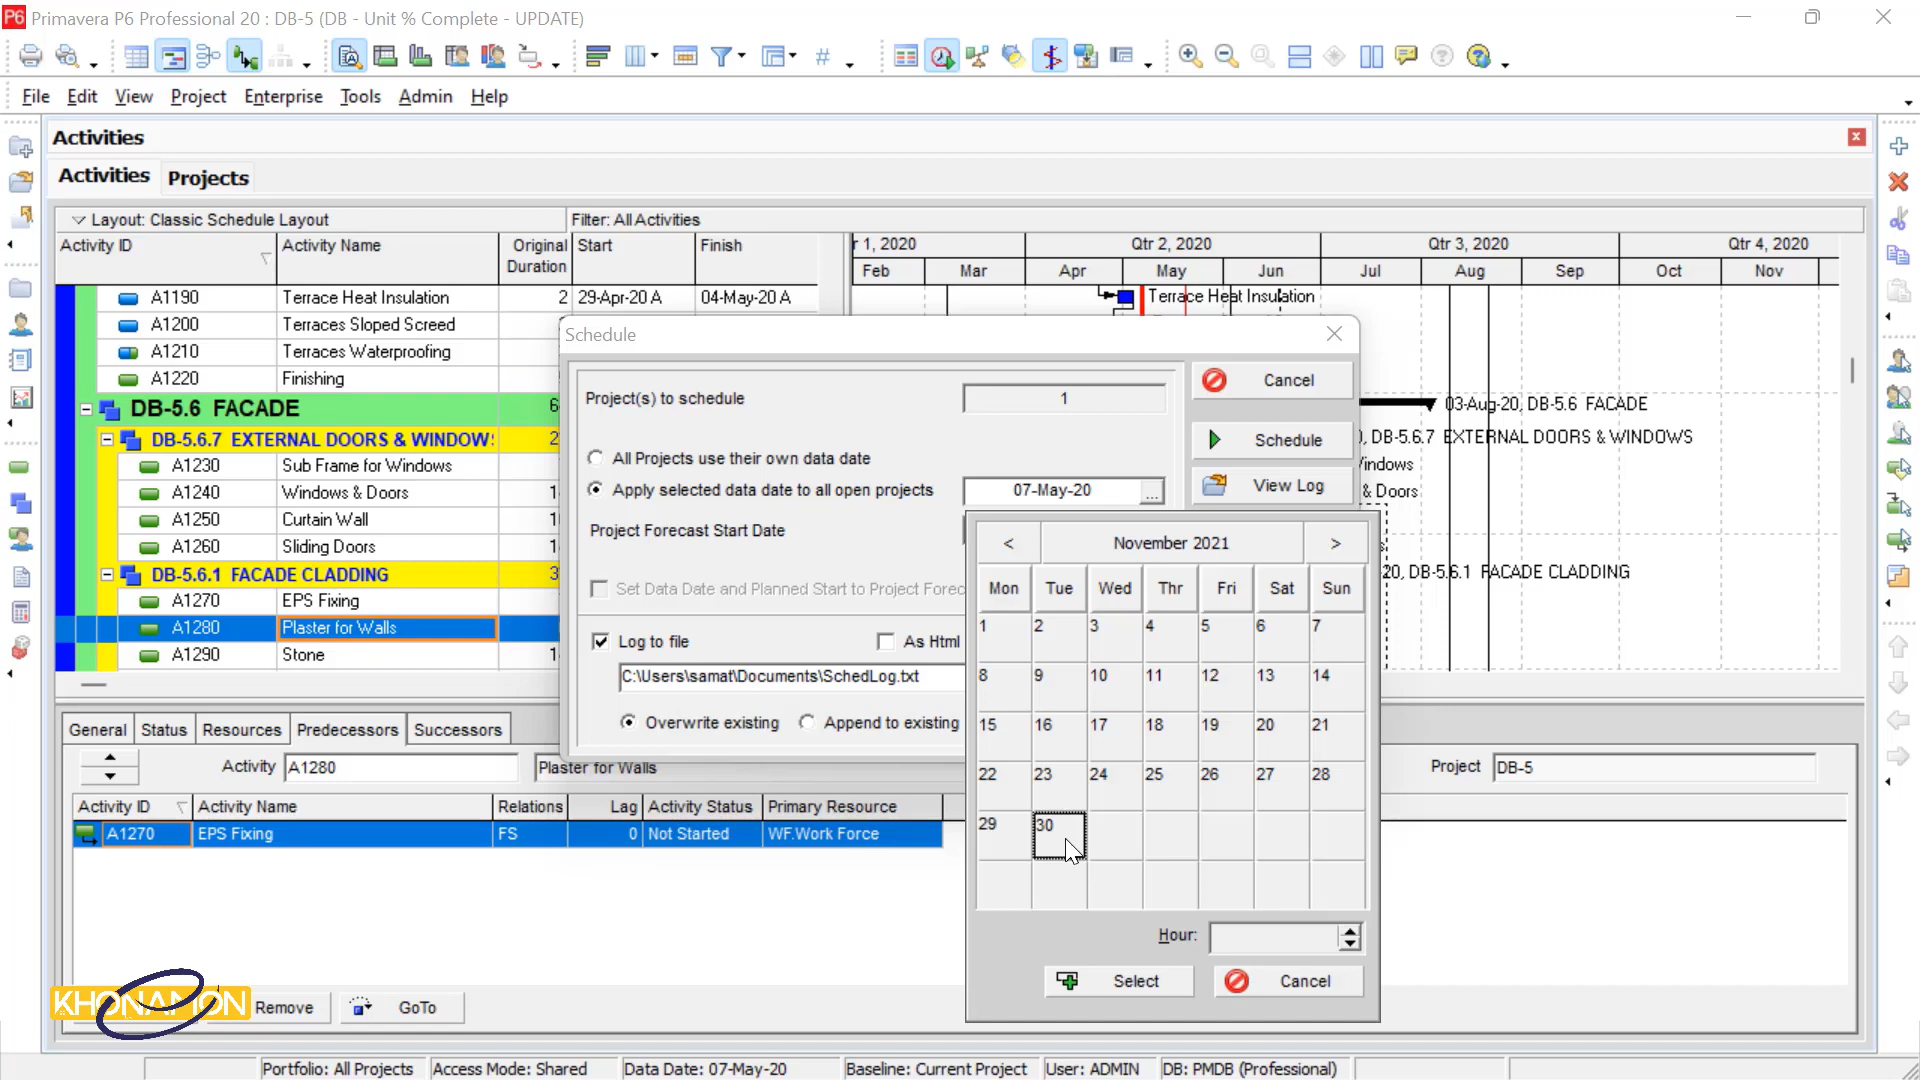 Primavera P6 Professional 20 : DB-5 (DB - Unit % Complete - UPDATE)
File Edit View Project Enterprise Tools Admin Help
Activities
Activities Projects
Layout: Classic Schedule Layout Filter: All Activities
Activity ID Activity Name Original Duration Start Finish
r 1, 2020 Qtr 2, 2020 Qtr 3, 2020 Qtr 4, 2020
Feb Mar Apr May Jun Jul Aug Sep Oct Nov
A1190 Terrace Heat Insulation 2 29-Apr-20 A 04-May-20 A Terrace Heat Insulation
A1200 Terraces Sloped Screed
A1210 Terraces Waterproofing
A1220 Finishing
DB-5.6 FACADE 6 03-Aug-20, DB-5.6 FACADE
DB-5.6.7 EXTERNAL DOORS & WINDOW: 2 ), DB-5.6.7 EXTERNAL DOORS & WINDOWS
A1230 Sub Frame for Windows indows
A1240 Windows & Doors 1 & Doors
A1250 Curtain Wall 1
A1260 Sliding Doors 1
DB-5.6.1 FACADE CLADDING 3 20, DB-5.6.1 FACADE CLADDING
A1270 EPS Fixing
A1280 Plaster for Walls
A1290 Stone 1
Schedule
Project(s) to schedule 1
All Projects use their own data date
Apply selected data date to all open projects 07-May-20 ...
Project Forecast Start Date
Set Data Date and Planned Start to Project Forec
Log to file As Html
C:\Users\samat\Documents\SchedLog.txt
Overwrite existing Append to existing
Cancel
Schedule
View Log
< November 2021 >
Mon Tue Wed Thr Fri Sat Sun
1 2 3 4 5 6 7
8 9 10 11 12 13 14
15 16 17 18 19 20 21
22 23 24 25 26 27 28
29 30
Hour:
Select Cancel
General Status Resources Predecessors Successors
Activity A1280 Plaster for Walls Project DB-5
Activity ID Activity Name Relations Lag Activity Status Primary Resource
A1270 EPS Fixing FS 0 Not Started WF.Work Force
KHONAMON
Remove GoTo
Portfolio: All Projects Access Mode: Shared Data Date: 07-May-20 Baseline: Current Project User: ADMIN DB: PMDB (Professional)